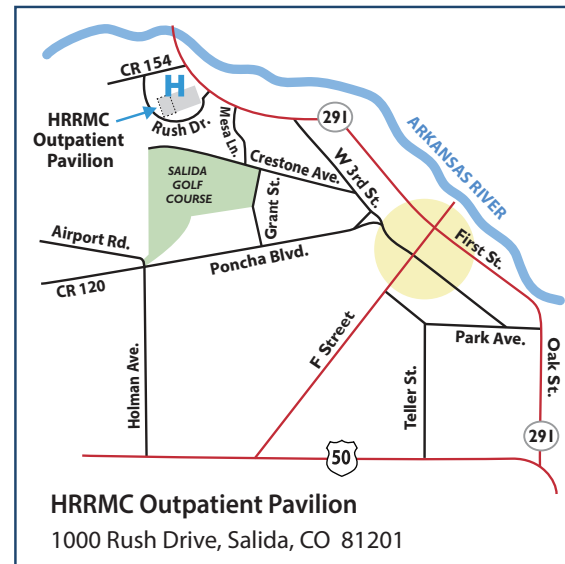 CR 154
H
HRRMC
Outpatient
Pavilion
Rush Dr.
Mesa Ln.
291
ARKANSAS RIVER
W 3rd St.
Crestone Ave.
SALIDA
GOLF
COURSE
Grant St.
Airport Rd.
Poncha Blvd.
CR 120
First St.
F Street
Park Ave.
Oak St.
Holman Ave.
Teller St.
291
50
HRRMC Outpatient Pavilion
1000 Rush Drive, Salida, CO 81201